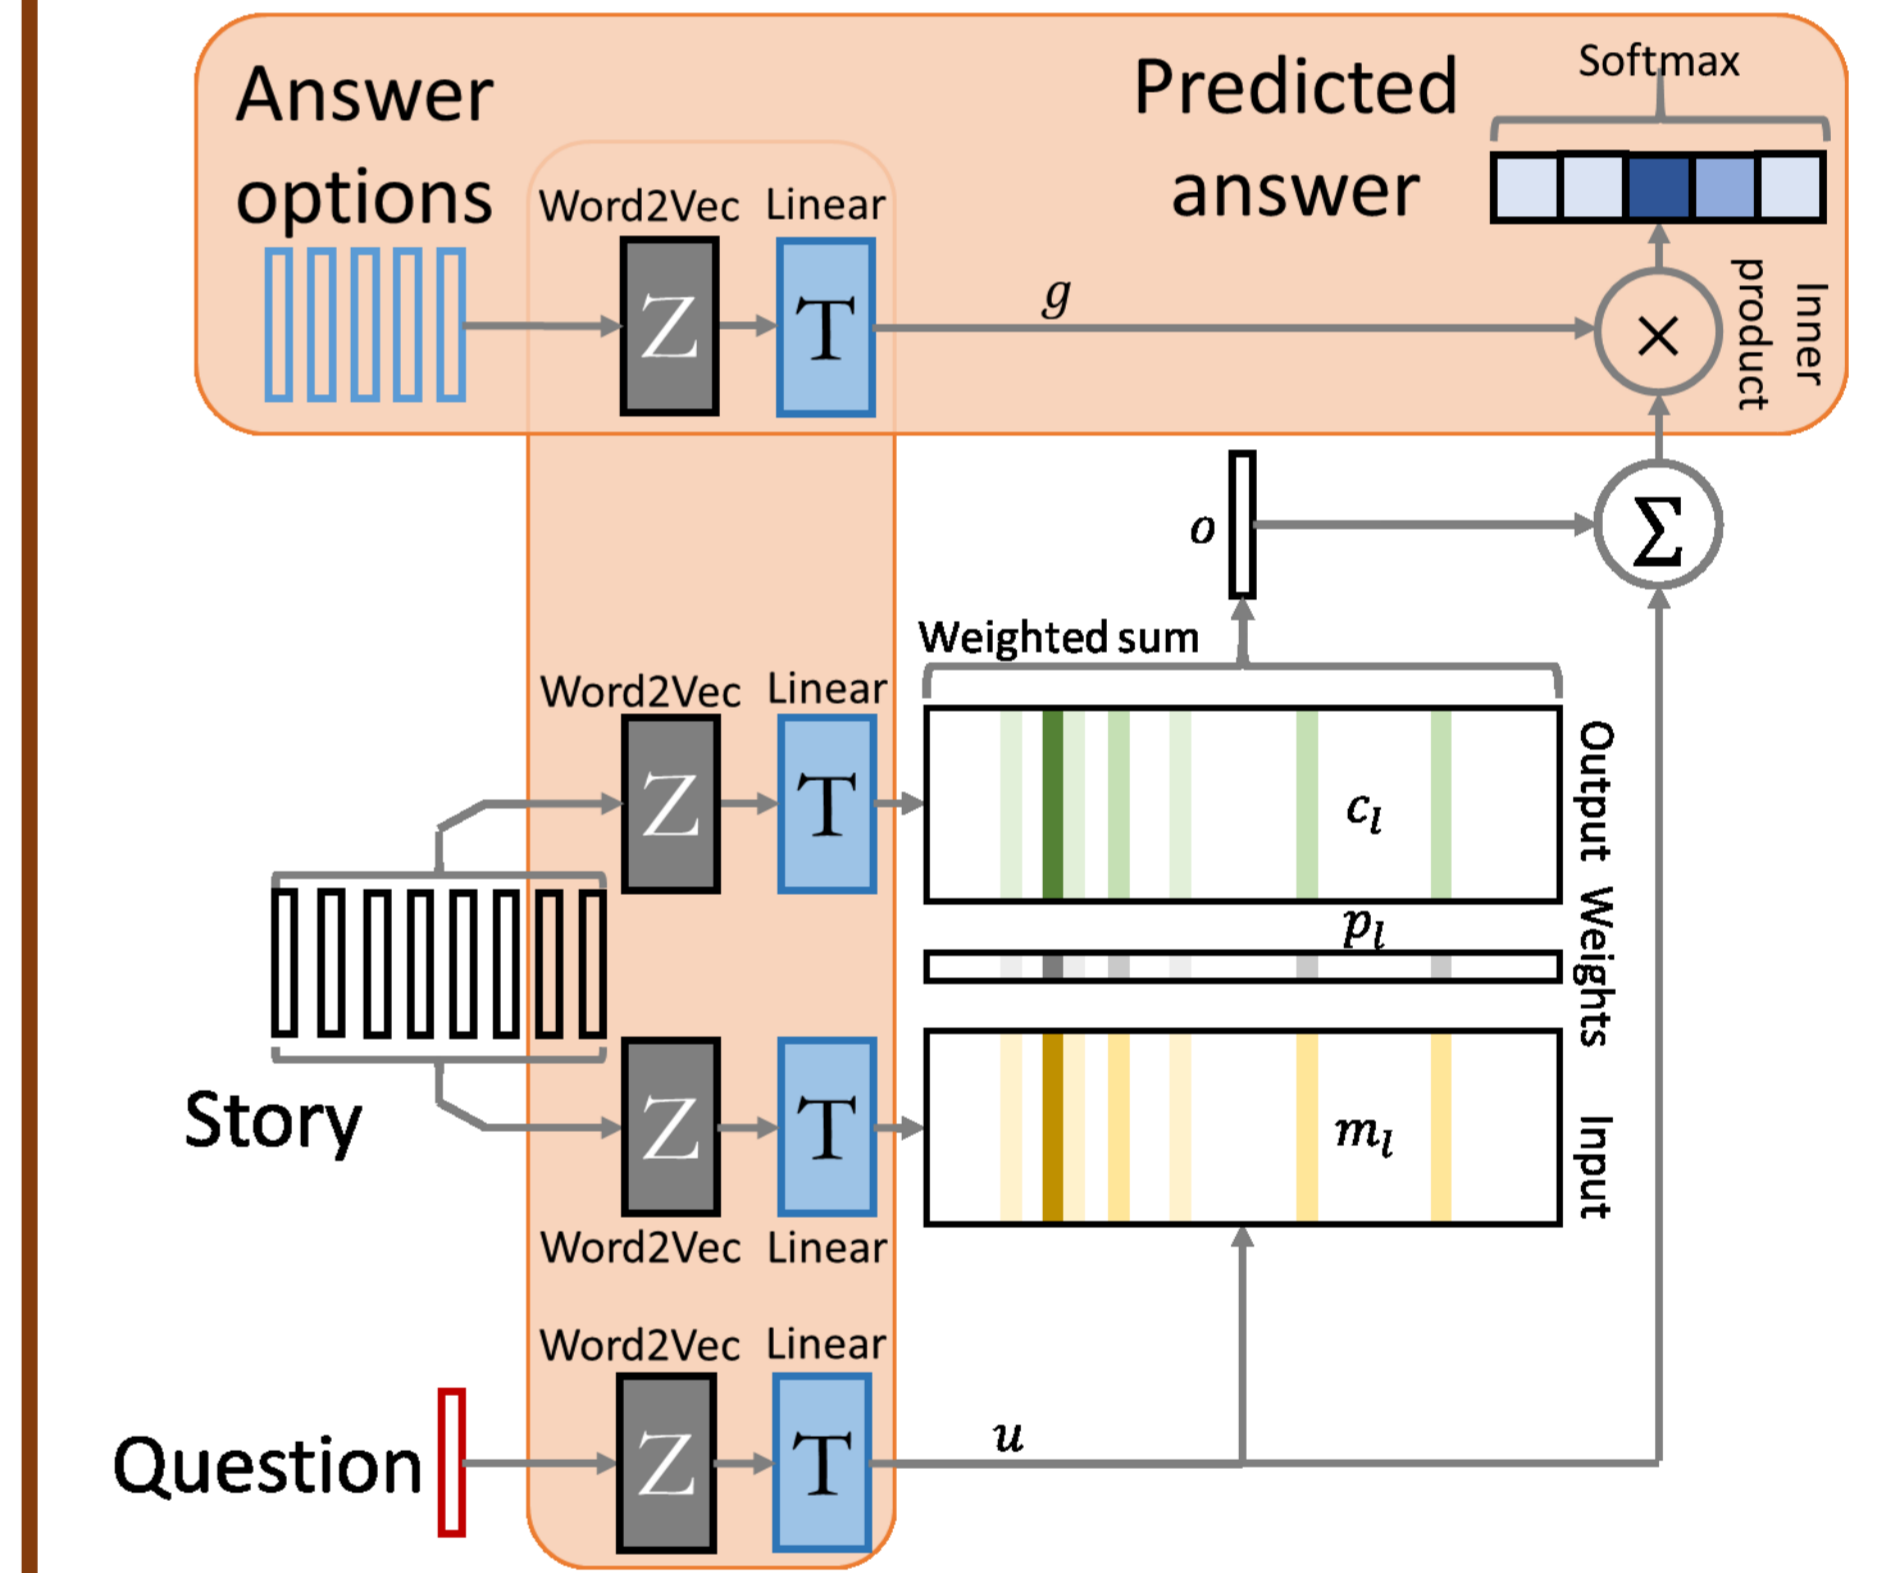 Answer
options
Predicted
answer
Softmax
Word2Vec Linear
Z T
g
×
Inner
product
o
Σ
Weighted sum
Word2Vec Linear
Z T
c_l
Output
p_l
Weights
Story
Z T
m_l
Input
Word2Vec Linear
Word2Vec Linear
Question
Z T
u